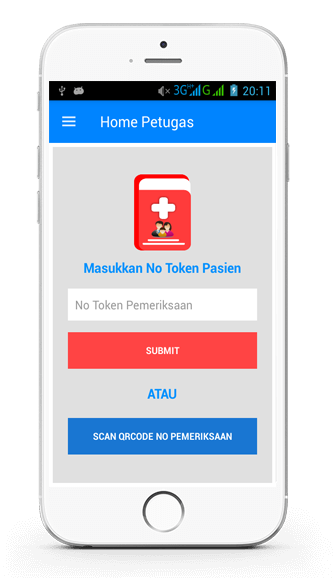 3G G 20:11
Home Petugas
Masukkan No Token Pasien
No Token Pemeriksaan
SUBMIT
ATAU
SCAN QRCODE NO PEMERIKSAAN